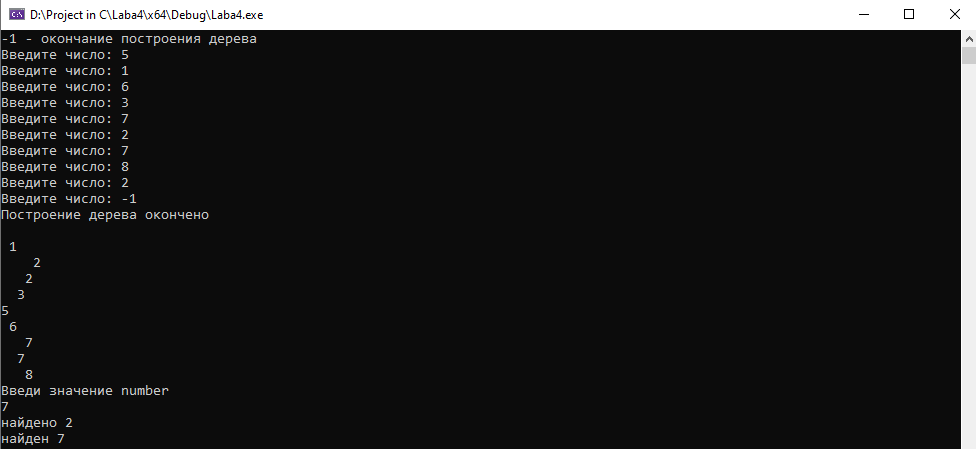 D:\Project in C\Laba4\x64\Debug\Laba4.exe
-1 - окончание построения дерева
Введите число: 5
Введите число: 1
Введите число: 6
Введите число: 3
Введите число: 7
Введите число: 2
Введите число: 7
Введите число: 8
Введите число: 2
Введите число: -1
Построение дерева окончено
1
2
2
3
5
6
7
7
8
Введи значение number
7
найдено 2
найден 7